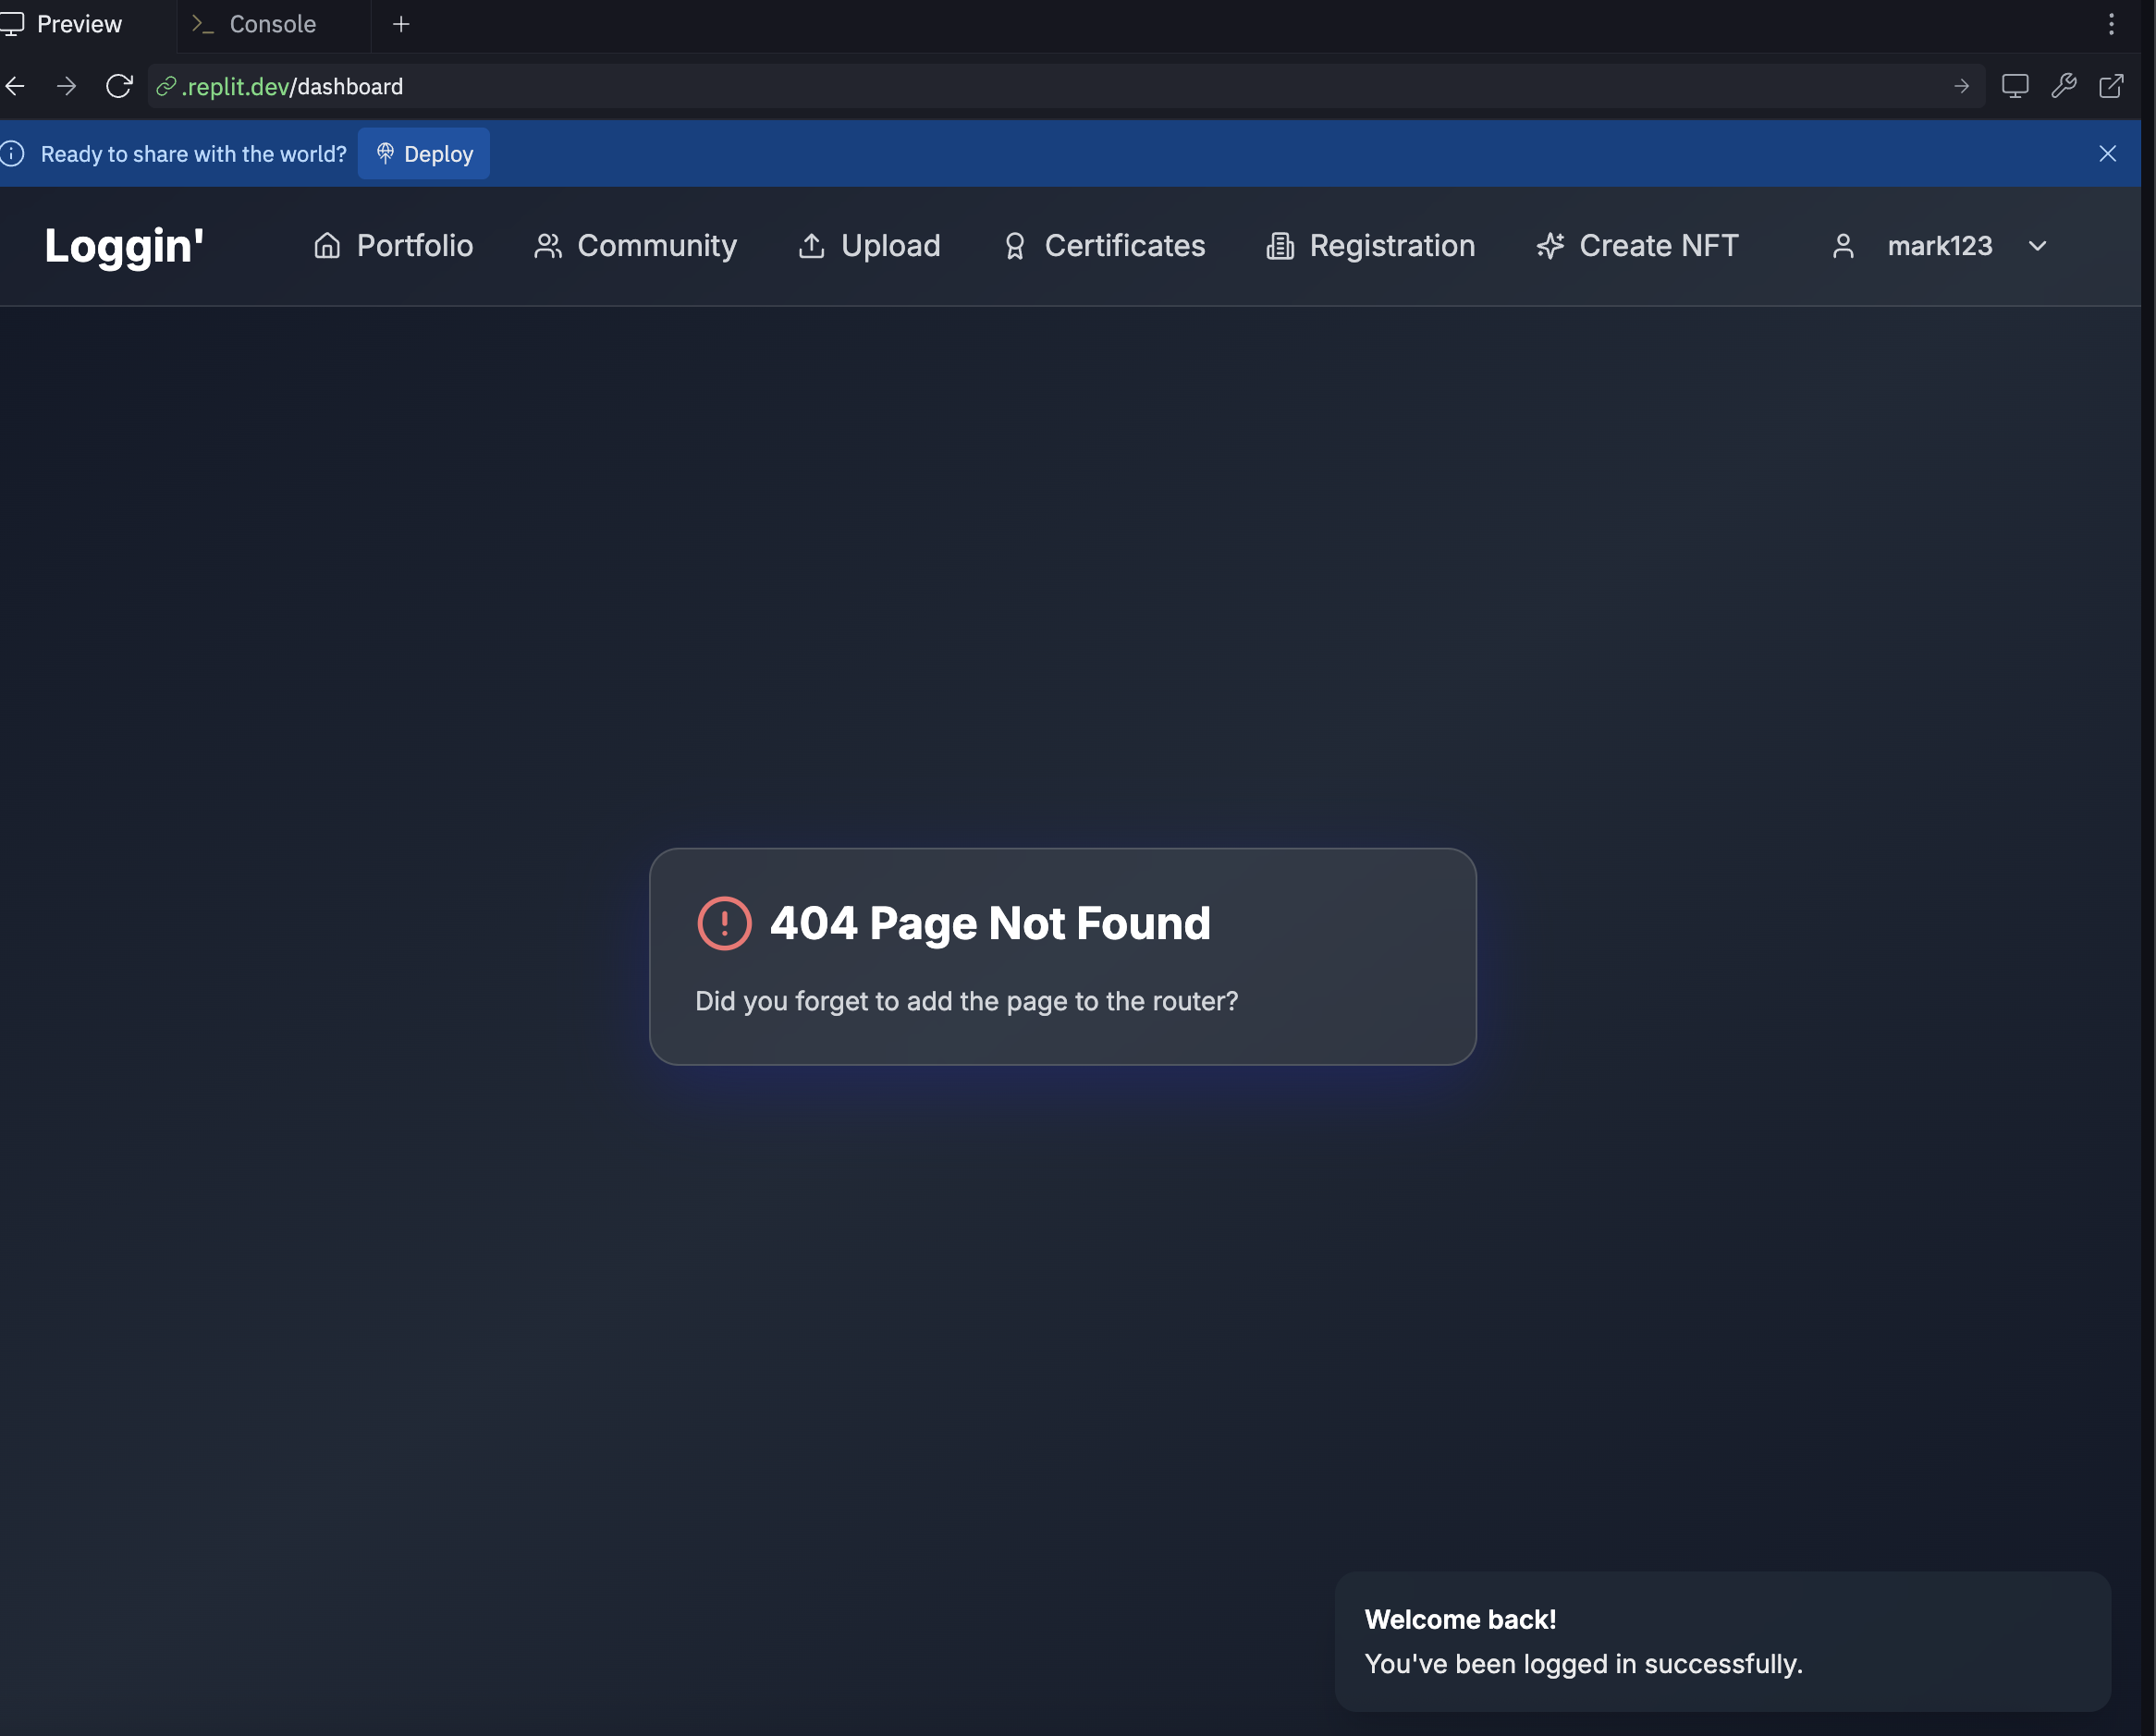 Preview
Console
.replit.dev/dashboard
Ready to share with the world?
Deploy
Loggin'
Portfolio
Community
Upload
Certificates
Registration
Create NFT
mark123
404 Page Not Found
Did you forget to add the page to the router?
Welcome back!
You've been logged in successfully.